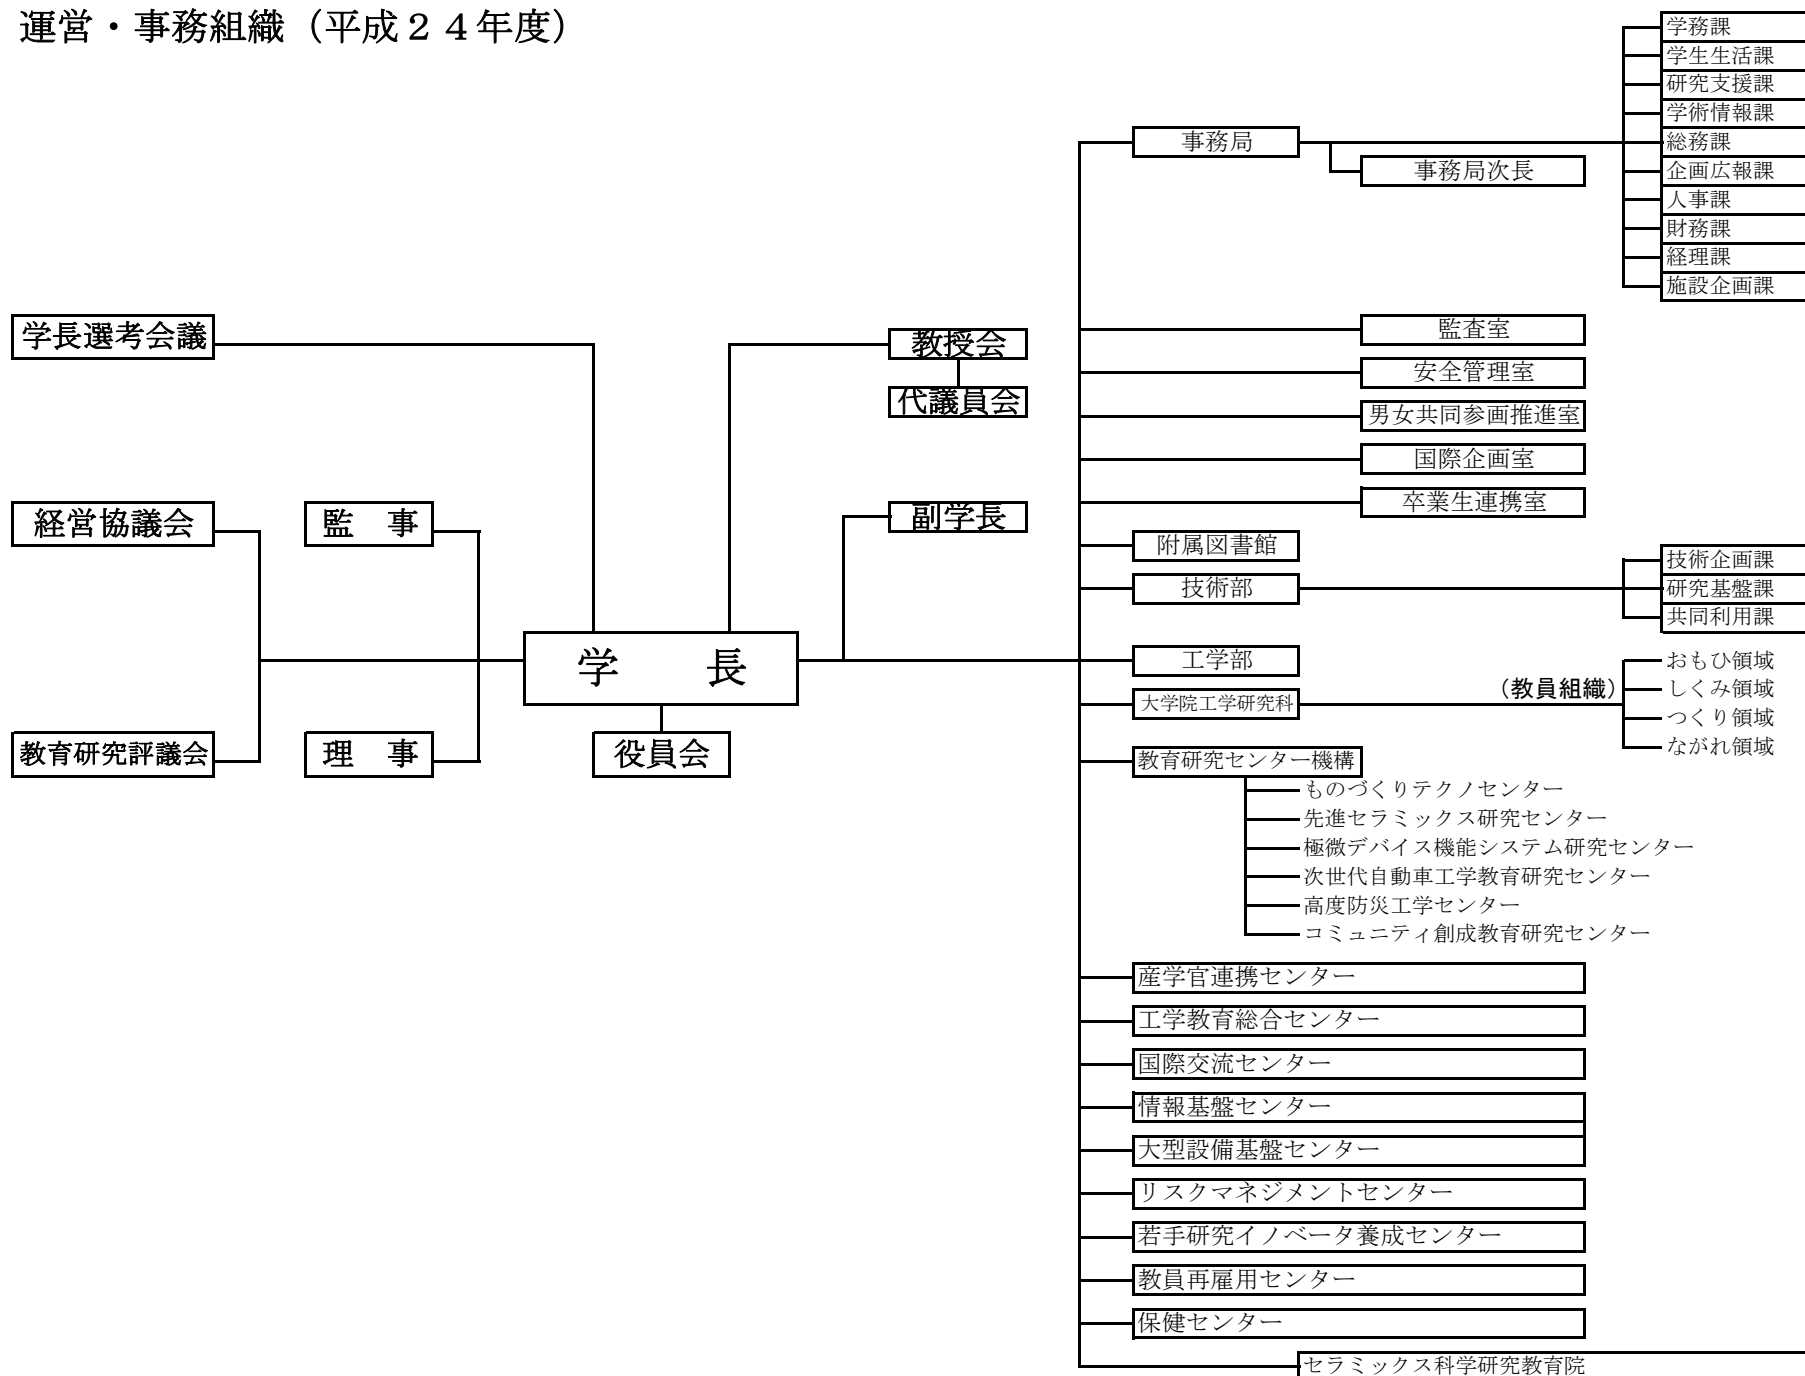 運営・事務組織（平成２４年度）
学長選考会議
経営協議会
教育研究評議会
監　事
理　事
学　長
役員会
教授会
代議員会
副学長
事務局
事務局次長
学務課
学生生活課
研究支援課
学術情報課
総務課
企画広報課
人事課
財務課
経理課
施設企画課
監査室
安全管理室
男女共同参画推進室
国際企画室
卒業生連携室
附属図書館
技術部
技術企画課
研究基盤課
共同利用課
工学部
大学院工学研究科
（教員組織）
おもひ領域
しくみ領域
つくり領域
ながれ領域
教育研究センター機構
ものづくりテクノセンター
先進セラミックス研究センター
極微デバイス機能システム研究センター
次世代自動車工学教育研究センター
高度防災工学センター
コミュニティ創成教育研究センター
産学官連携センター
工学教育総合センター
国際交流センター
情報基盤センター
大型設備基盤センター
リスクマネジメントセンター
若手研究イノベータ養成センター
教員再雇用センター
保健センター
セラミックス科学研究教育院